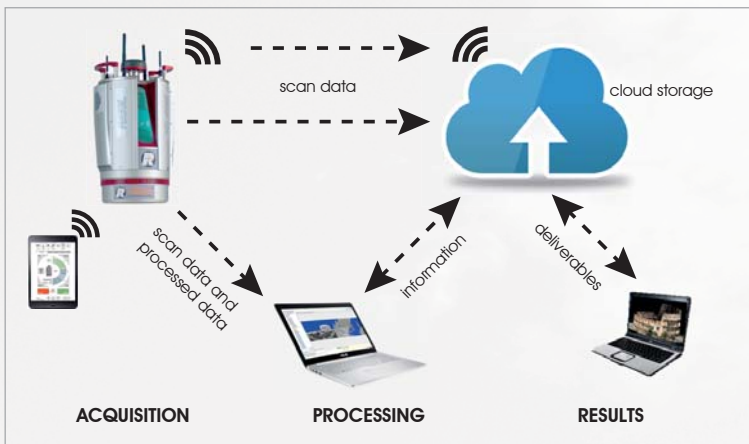 scan data
cloud storage
scan data and
processed data
information
deliverables
ACQUISITION
PROCESSING
RESULTS